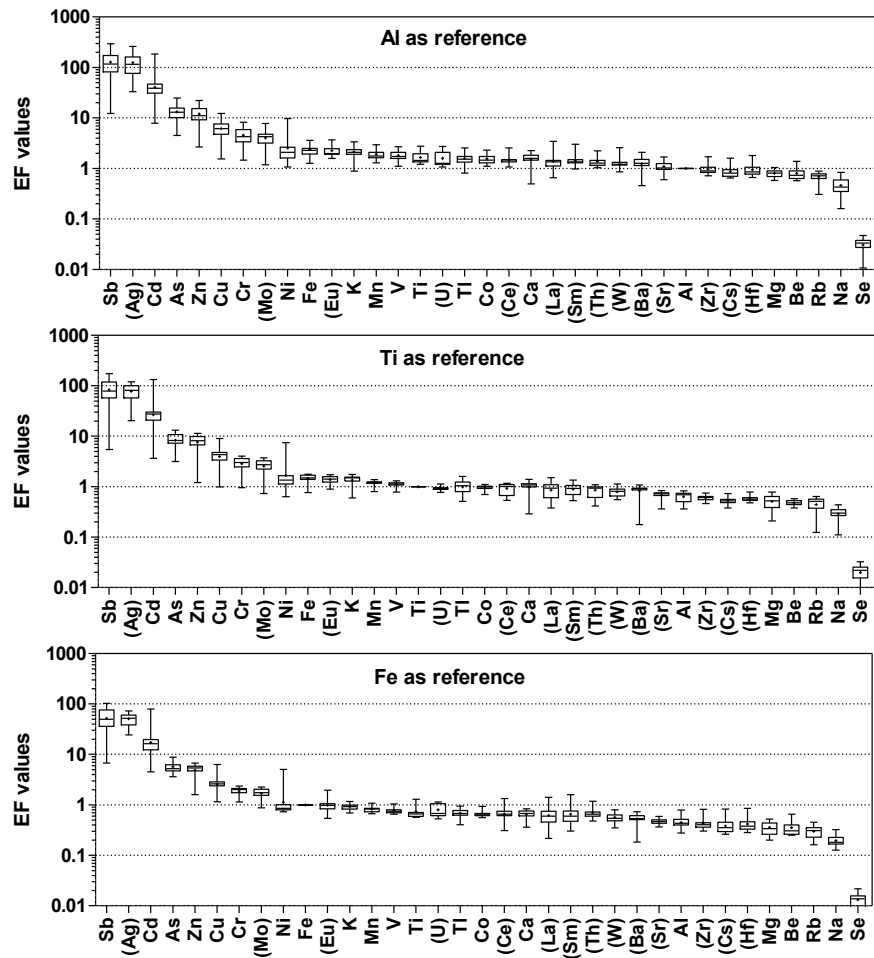 Al as reference
EF values
1000
100
10
1
0.1
0.01
Sb (Ag) Cd As Zn Cu Cr (Mo) Ni Fe (Eu) K Mn V Ti (U) Tl Co (Ce) Ca (La) (Sm) (Th) (W) (Ba) (Sr) Al (Zr) (Cs) (Hf) Mg Be Rb Na Se
Ti as reference
EF values
1000
100
10
1
0.1
0.01
Sb (Ag) Cd As Zn Cu Cr (Mo) Ni Fe (Eu) K Mn V Ti (U) Tl Co (Ce) Ca (La) (Sm) (Th) (W) (Ba) (Sr) Al (Zr) (Cs) (Hf) Mg Be Rb Na Se
Fe as reference
EF values
1000
100
10
1
0.1
0.01
Sb (Ag) Cd As Zn Cu Cr (Mo) Ni Fe (Eu) K Mn V Ti (U) Tl Co (Ce) Ca (La) (Sm) (Th) (W) (Ba) (Sr) Al (Zr) (Cs) (Hf) Mg Be Rb Na Se